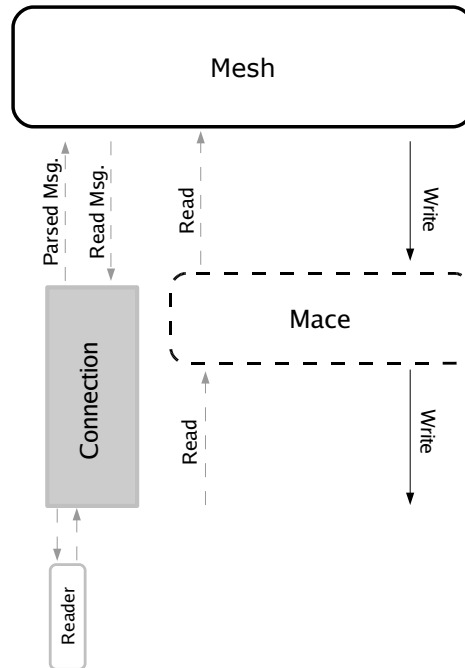 Mesh
Parsed Msg.
Read Msg.
Read
Write
Mace
Connection
Read
Write
Reader